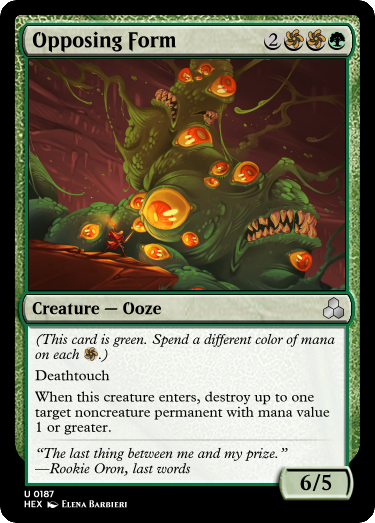 Opposing Form 2
Creature — Ooze
(This card is green. Spend a different color of mana
on each .)
Deathtouch
When this creature enters, destroy up to one
target noncreature permanent with mana value
1 or greater.
“The last thing between me and my prize.”
—Rookie Oron, last words
6/5
U 0187
HEX Elena Barbieri